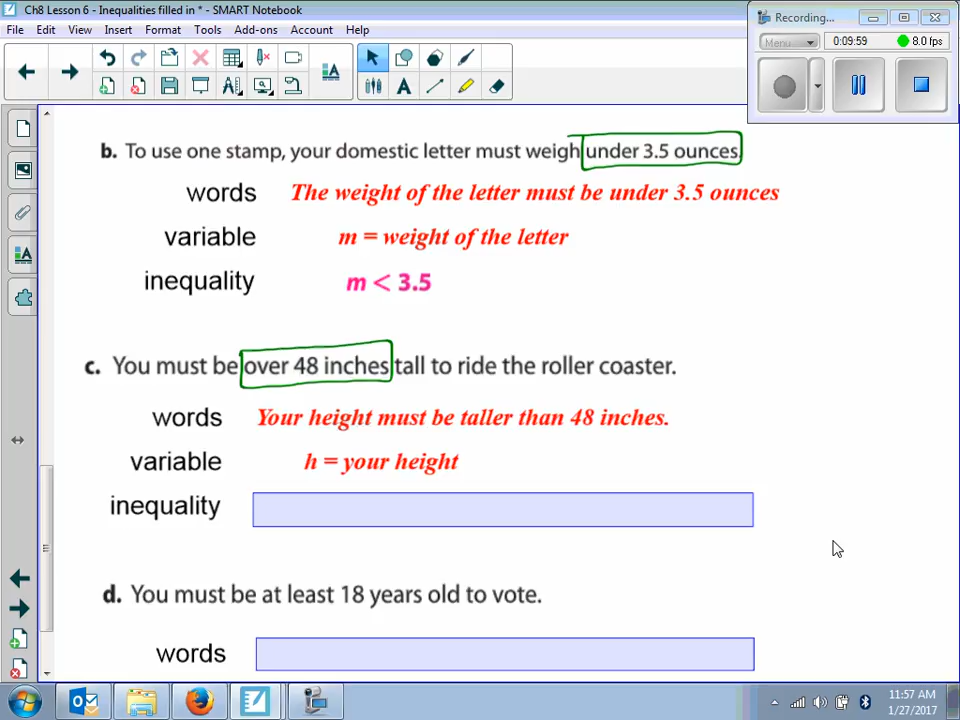 Ch8 Lesson 6 - Inequalities filled in * - SMART Notebook
Recording...
File Edit View Insert Format Tools Add-ons Account Help
Menu
0:09:59
8.0 fps
b. To use one stamp, your domestic letter must weigh under 3.5 ounces.
words The weight of the letter must be under 3.5 ounces
variable m = weight of the letter
inequality m < 3.5
c. You must be over 48 inches tall to ride the roller coaster.
words Your height must be taller than 48 inches.
variable h = your height
inequality
d. You must be at least 18 years old to vote.
words
11:57 AM
1/27/2017